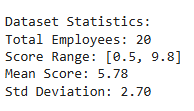 Dataset Statistics:
Total Employees: 20
Score Range: [0.5, 9.8]
Mean Score: 5.78
Std Deviation: 2.70